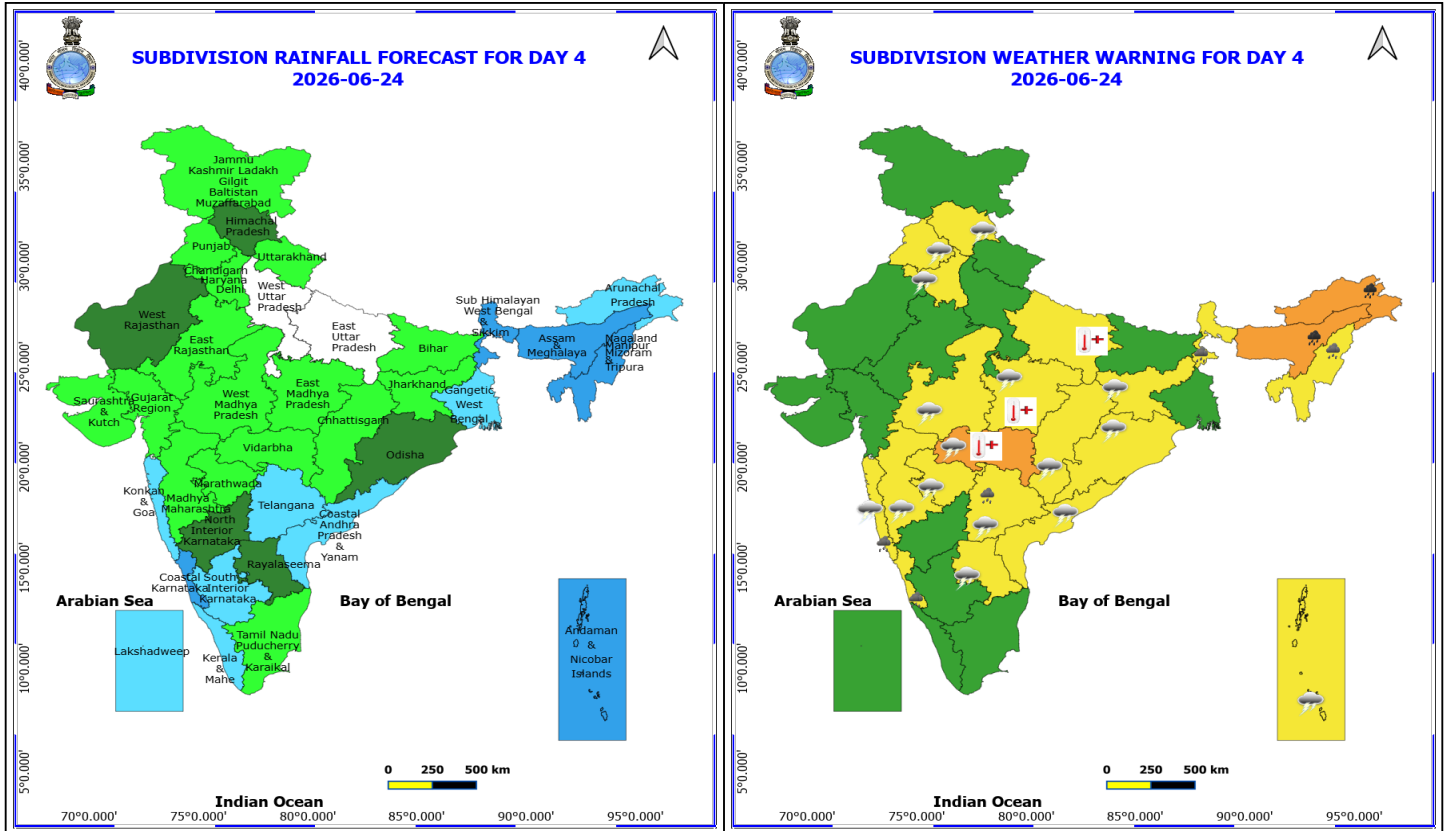 SUBDIVISION RAINFALL FORECAST FOR DAY 4
2026-06-24
40°0.000'
35°0.000'
30°0.000'
25°0.000'
20°0.000'
15°0.000'
10°0.000'
5°0.000'
Jammu
Kashmir Ladakh
Gilgit
Baltistan
Muzaffarabad
Himachal
Pradesh
Punjab
Uttarakhand
Chandigarh
Haryana
Delhi
West
Uttar
Pradesh
West
Rajasthan
East
Rajasthan
East
Uttar
Pradesh
Sub Himalayan
West Bengal
&
Sikkim
Arunachal
Pradesh
Assam
&
Meghalaya
Nagaland
Manipur
Mizoram
&
Tripura
Bihar
Jharkhand
Gangetic
West
Bengal
Saurashtra
&
Kutch
Gujarat
Region
West
Madhya
Pradesh
East
Madhya
Pradesh
Chhattisgarh
Vidarbha
Odisha
Konkan
&
Goa
Madhya
Maharashtra
Marathwada
North
Interior
Karnataka
Telangana
Coastal
Andhra
Pradesh
&
Yanam
Rayalaseema
Coastal
Karnataka
South
Interior
Karnataka
Arabian Sea
Bay of Bengal
Lakshadweep
Kerala
&
Mahe
Tamil Nadu
Puducherry
&
Karaikal
Andaman
&
Nicobar
Islands
0 250 500 km
Indian Ocean
70°0.000' 75°0.000' 80°0.000' 85°0.000' 90°0.000' 95°0.000'
SUBDIVISION WEATHER WARNING FOR DAY 4
2026-06-24
40°0.000'
35°0.000'
30°0.000'
25°0.000'
20°0.000'
15°0.000'
10°0.000'
5°0.000'
Arabian Sea
Bay of Bengal
0 250 500 km
Indian Ocean
70°0.000' 75°0.000' 80°0.000' 85°0.000' 90°0.000' 95°0.000'